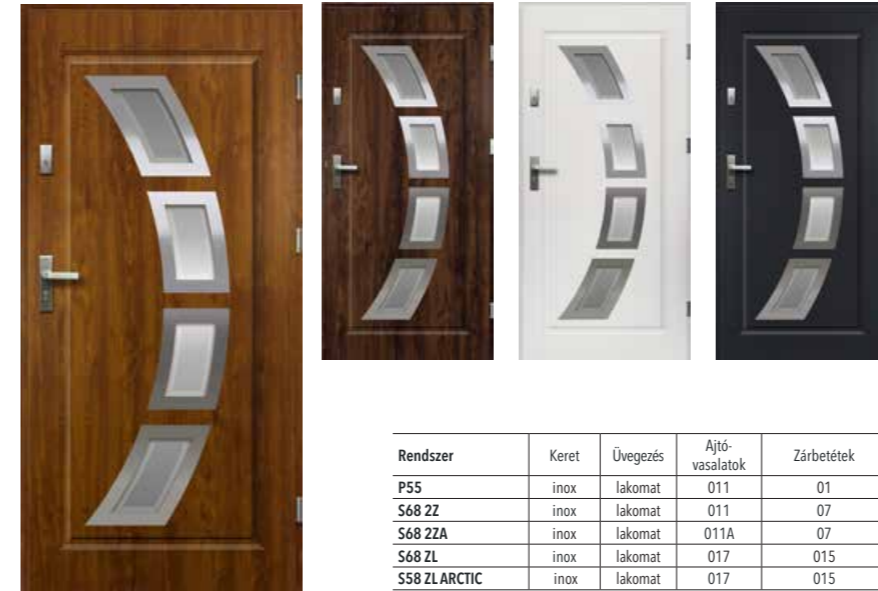 Rendszer Keret Üvegezés Ajtó-vasalatok Zárbetétek
P55 inox lakomat 011 01
S68 2Z inox lakomat 011 07
S68 2ZA inox lakomat 011A 07
S68 ZL inox lakomat 017 015
S58 ZL ARCTIC inox lakomat 017 015